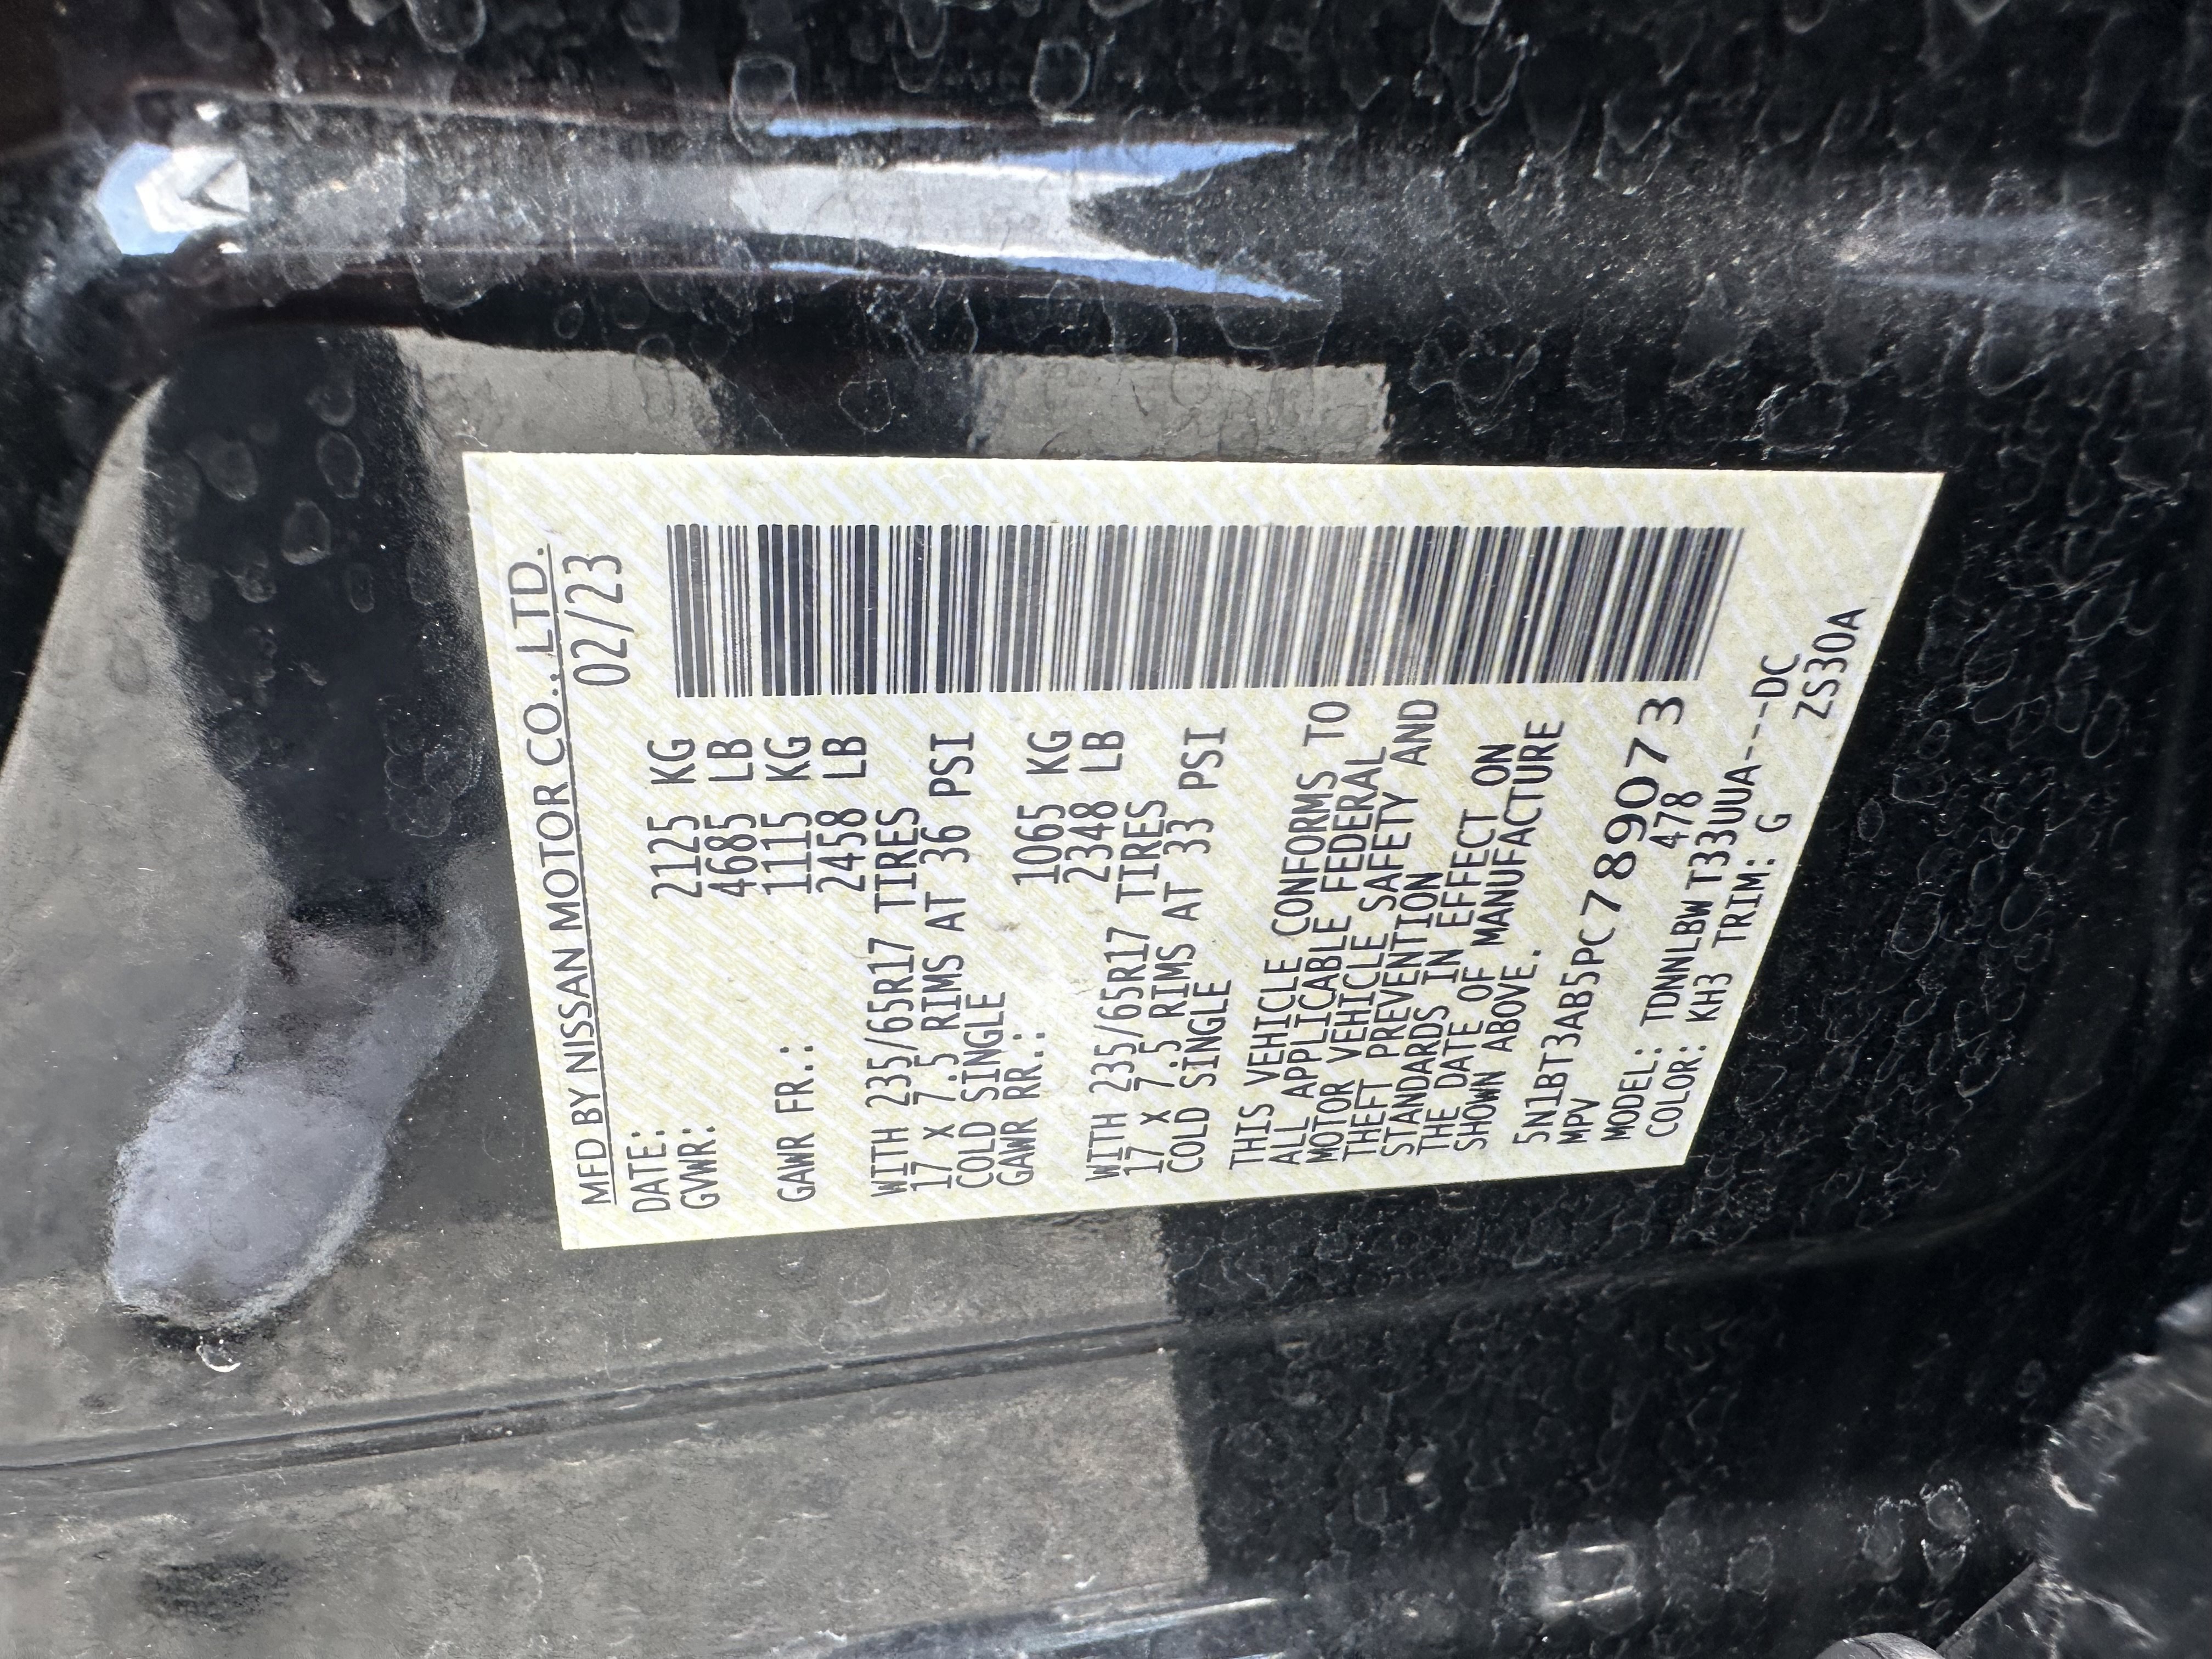 MFD BY NISSAN MOTOR CO., LTD.
DATE: 02/23
GVWR: 2125 KG
4685 LB
GAWR FR.: 1115 KG
2458 LB
WITH 235/65R17 TIRES
17 X 7.5 RIMS AT 36 PSI
COLD SINGLE
GAWR RR.: 1065 KG
2348 LB
WITH 235/65R17 TIRES
17 X 7.5 RIMS AT 33 PSI
COLD SINGLE
THIS VEHICLE CONFORMS TO
ALL APPLICABLE FEDERAL
MOTOR VEHICLE SAFETY AND
THEFT PREVENTION
STANDARDS IN EFFECT ON
THE DATE OF MANUFACTURE
SHOWN ABOVE.
5N1BT3AB5PC789073
MPV 478
MODEL: TDNNLBW T33UUA---DC
COLOR: KH3 TRIM: G ZS30A